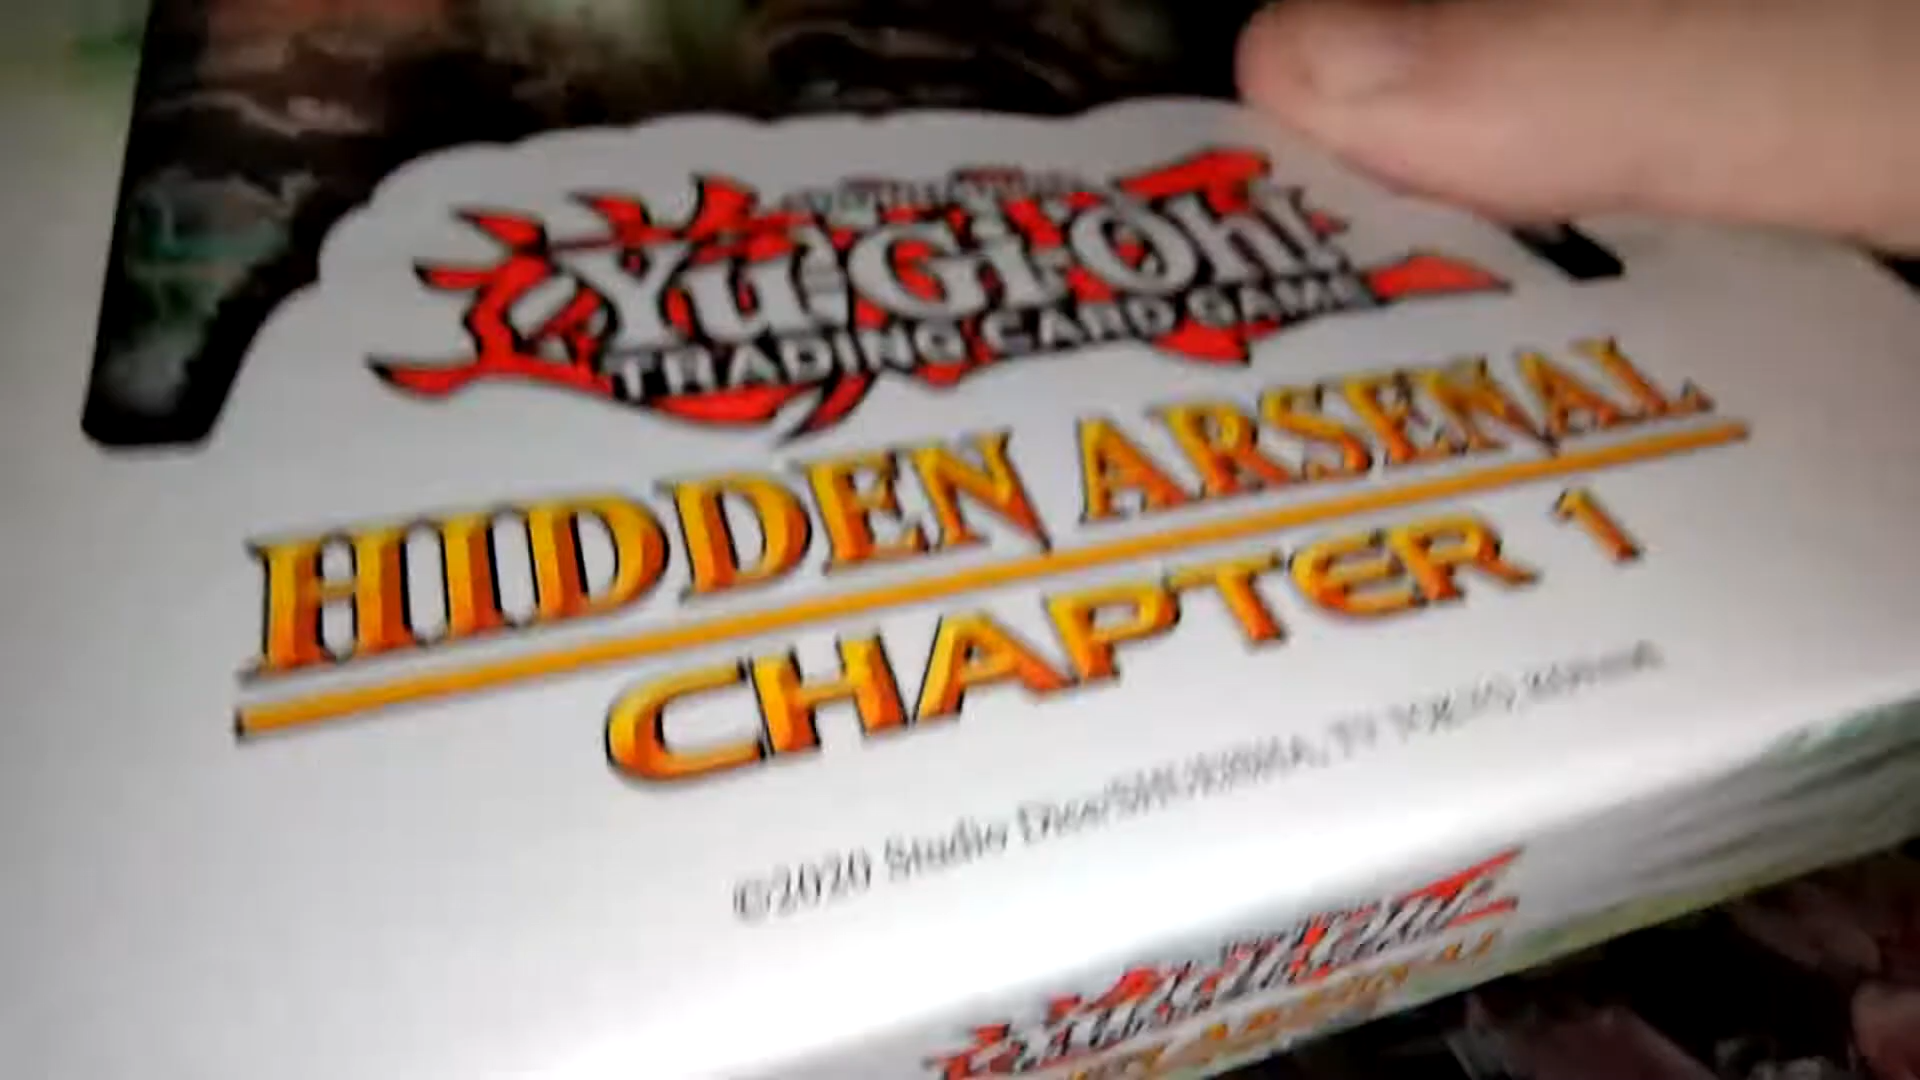 Yu-Gi-Oh!
TRADING CARD GAME
HIDDEN ARSENAL
CHAPTER 1
©2020 Studio Dice/SHUEISHA, TV TOKYO, KONAMI